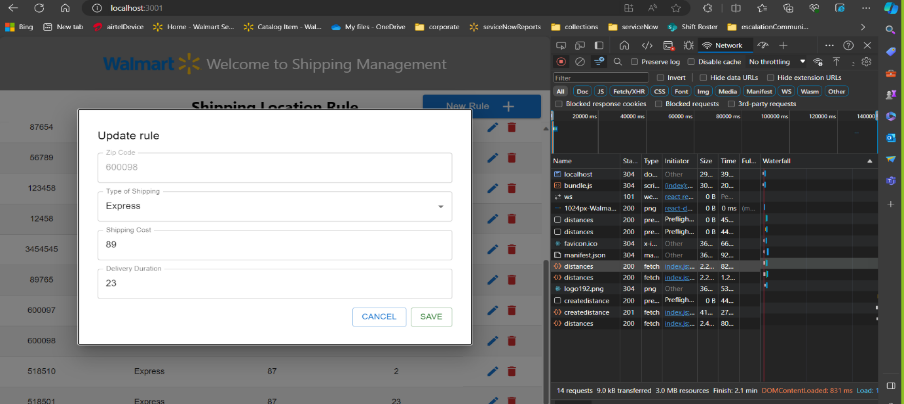 localhost:3001
Bing
New tab
airtelDevice
Home - Walmart Se...
Catalog Item - Wal...
My files - OneDrive
corporate
serviceNowReports
collections
serviceNow
Shift Roster
escalationCommuni...
Walmart Welcome to Shipping Management
Shipping Location Rule
New Rule +
87654
56789
123458
12458
3454545
89765
600097
600098
518510 Express 87 2
518501 Express 87 23
Update rule
Zip Code
600098
Type of Shipping
Express
Shipping Cost
89
Delivery Duration
23
CANCEL SAVE
Network
Preserve log Disable cache No throttling
Filter Invert Hide data URLs Hide extension URLs
All Doc JS Fetch/XHR CSS Font Img Media Manifest WS Wasm Other
Blocked response cookies Blocked requests 3rd-party requests
20000 ms 40000 ms 60000 ms 80000 ms 100000 ms 120000 ms 14000
Name Sta... Type Initiator Size Time Ful... Waterfall
localhost 304 do... Other 29... 39...
bundle.js 304 scri... (index):... 30... 20...
ws 101 we... react-re... 0 B Pe...
1024px-Walma... 200 png react-d... 0 B 0 ms (m...
distances 200 pre... Prefligh... 0 B 45...
distances 200 pre... Prefligh... 0 B 44...
favicon.ico 304 x-i... Other 36... 66...
manifest.json 304 ma... Other 36... 92...
distances 200 fetch index.js:... 2.2... 82...
distances 200 fetch index.js:... 2.2... 1.2...
logo192.png 304 png Other 36... 53...
createdistance 200 pre... Prefligh... 0 B 44...
createdistance 201 fetch index.js:... 41... 27...
distances 200 fetch index.js:... 2.4... 80...
14 requests 9.0 kB transferred 3.0 MB resources Finish: 2.1 min DOMContentLoaded: 831 ms Load: 1